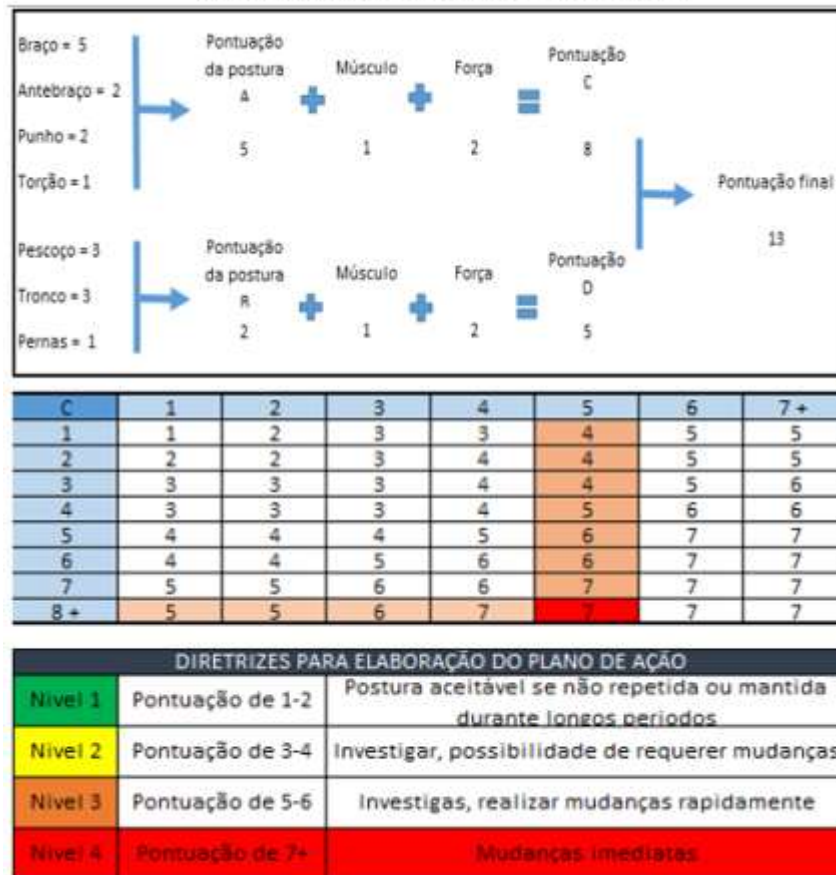 Braço = 5
Antebraço = 2
Punho = 2
Torção = 1
Pontuação
da postura
A
5
Músculo
1
Força
2
Pontuação
C
8
Pescoço = 3
Tronco = 3
Pernas = 1
Pontuação
da postura
R
2
Músculo
1
Força
2
Pontuação
D
5
Pontuação final
13
C 1 2 3 4 5 6 7 +
1 1 2 3 3 4 5 5
2 2 2 3 4 4 5 5
3 3 3 3 4 4 5 6
4 3 3 3 4 5 6 6
5 4 4 4 5 6 7 7
6 4 4 5 6 6 7 7
7 5 5 6 6 7 7 7
8 + 5 5 6 7 7 7 7
DIRETRIZES PARA ELABORAÇÃO DO PLANO DE AÇÃO
Nivel 1 Pontuação de 1-2 Postura aceitável se não repetida ou mantida
durante longos periodos
Nivel 2 Pontuação de 3-4 Investigar, possibilidade de requerer mudanças
Nivel 3 Pontuação de 5-6 Investigas, realizar mudanças rapidamente
Nivel 4 Pontuação de 7+ Mudanças imediatas